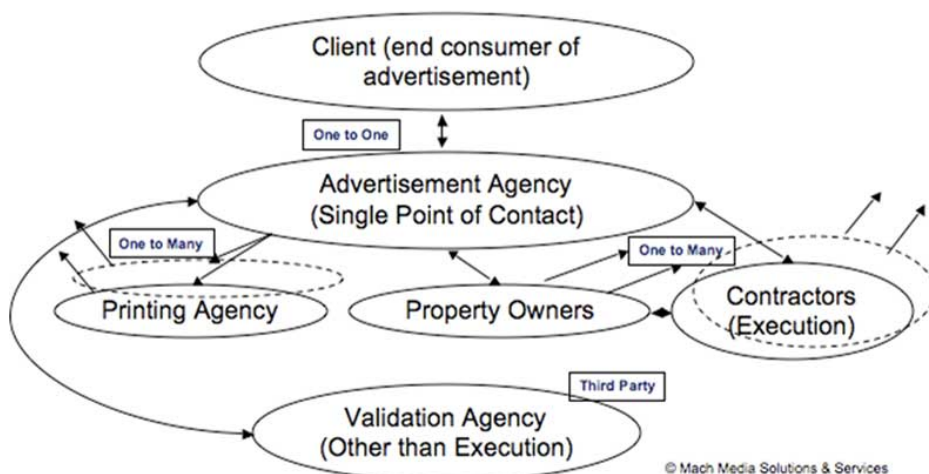 Client (end consumer of
advertisement)
One to One
Advertisement Agency
(Single Point of Contact)
One to Many
One to Many
Printing Agency
Property Owners
Contractors
(Execution)
Third Party
Validation Agency
(Other than Execution)
© Mach Media Solutions & Services